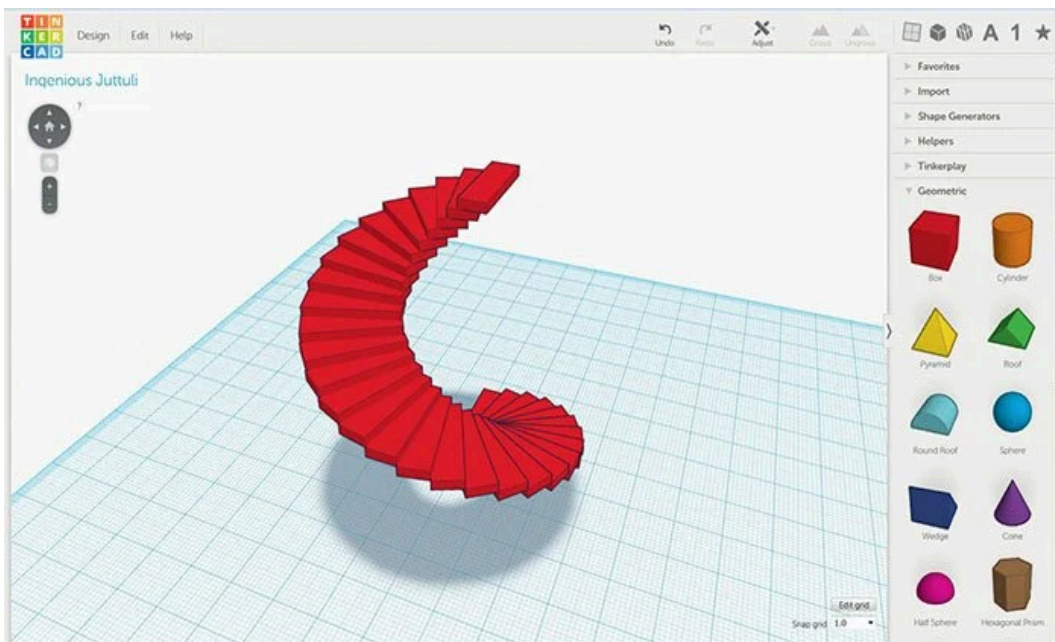 TIN
KER
CAD
Design Edit Help
Undo Redo Adjust Group Ungroup
A 1
Inqenious Juttuli
?
+
-
Favorites
Import
Shape Generators
Helpers
Tinkerplay
Geometric
Box Cylinder
Pyramid Roof
Round Roof Sphere
Wedge Cone
Half Sphere Hexagonal Prism
Edit grid
Snap grid 1.0